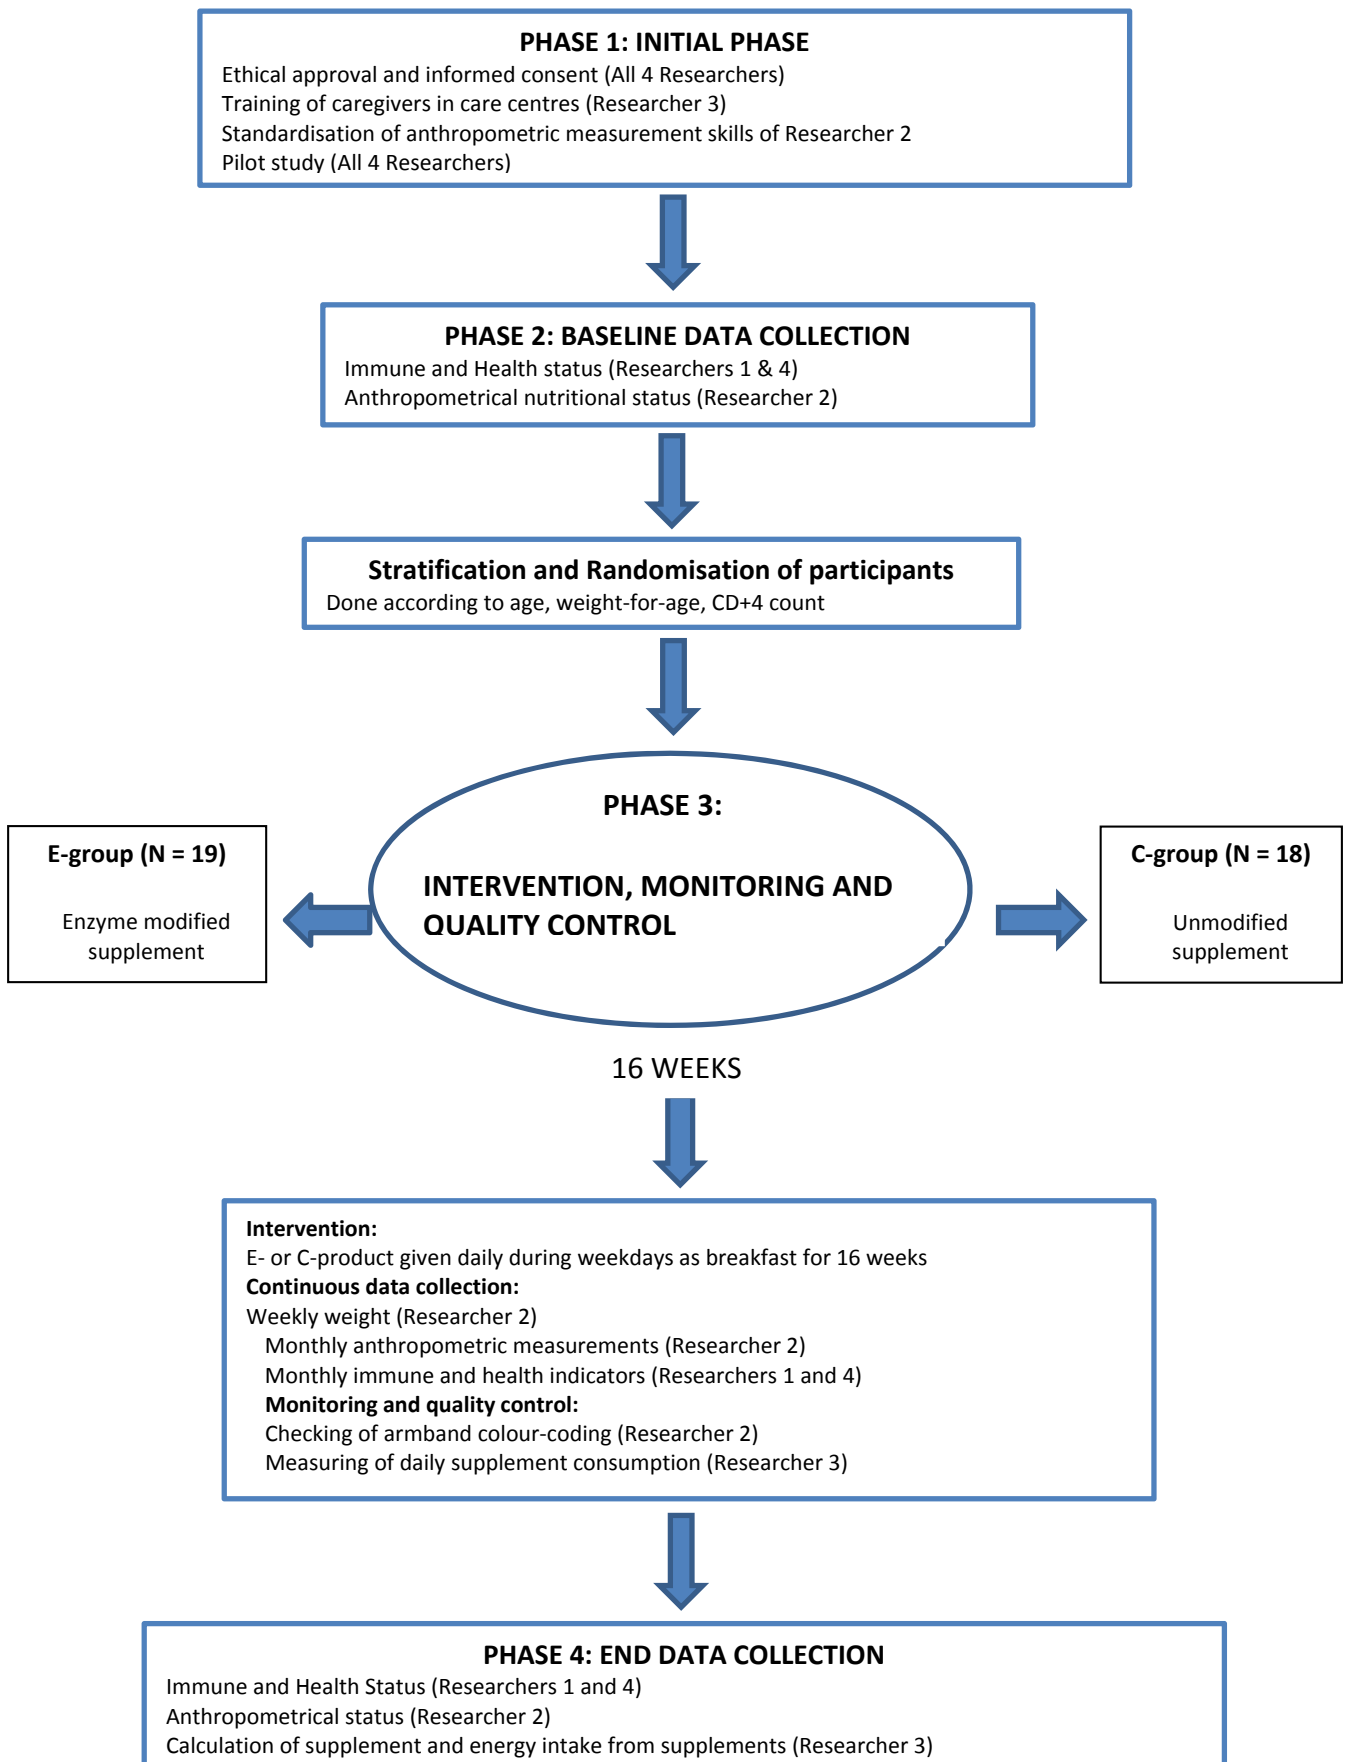 PHASE 1: INITIAL PHASE
Ethical approval and informed consent (All 4 Researchers)
Training of caregivers in care centres (Researcher 3)
Standardisation of anthropometric measurement skills of Researcher 2
Pilot study (All 4 Researchers)
PHASE 2: BASELINE DATA COLLECTION
Immune and Health status (Researchers 1 & 4)
Anthropometrical nutritional status (Researcher 2)
Stratification and Randomisation of participants
Done according to age, weight-for-age, CD+4 count
PHASE 3:
INTERVENTION, MONITORING AND
QUALITY CONTROL
E-group (N = 19)
Enzyme modified
supplement
C-group (N = 18)
Unmodified
supplement
16 WEEKS
Intervention:
E- or C-product given daily during weekdays as breakfast for 16 weeks
Continuous data collection:
Weekly weight (Researcher 2)
Monthly anthropometric measurements (Researcher 2)
Monthly immune and health indicators (Researchers 1 and 4)
Monitoring and quality control:
Checking of armband colour-coding (Researcher 2)
Measuring of daily supplement consumption (Researcher 3)
PHASE 4: END DATA COLLECTION
Immune and Health Status (Researchers 1 and 4)
Anthropometrical status (Researcher 2)
Calculation of supplement and energy intake from supplements (Researcher 3)